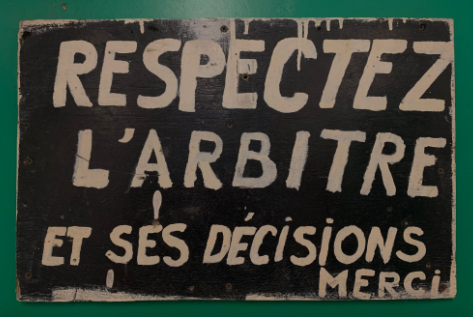 RESPECTEZ
L'ARBITRE
ET SES DÉCISIONS
MERCi